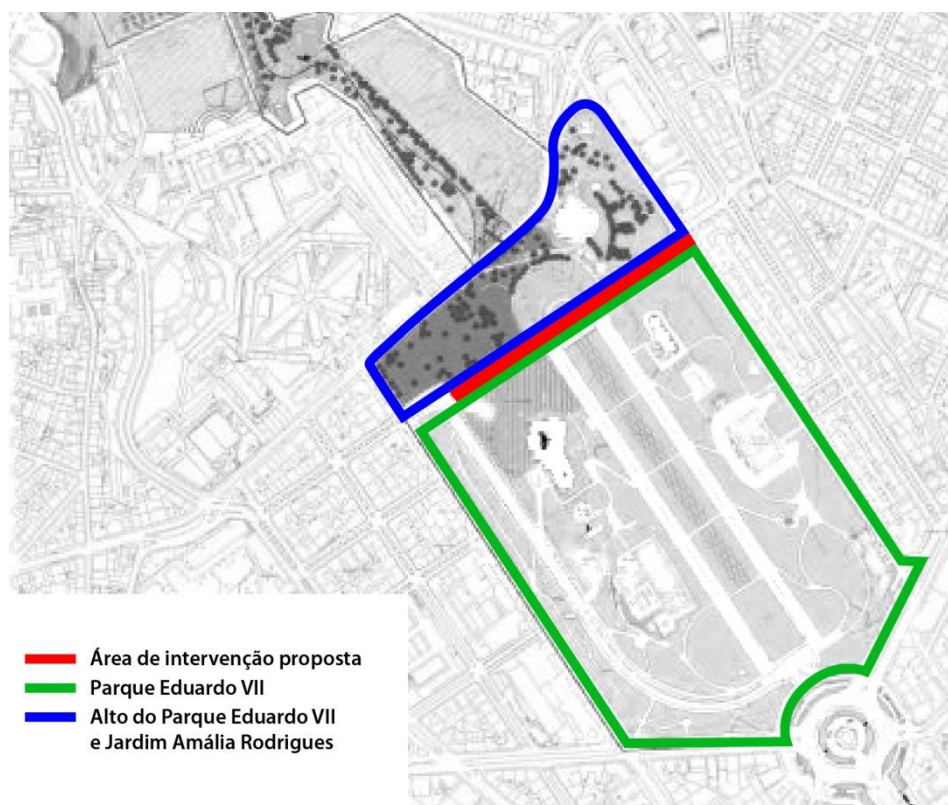 Área de intervenção proposta
Parque Eduardo VII
Alto do Parque Eduardo VII
e Jardim Amália Rodrigues